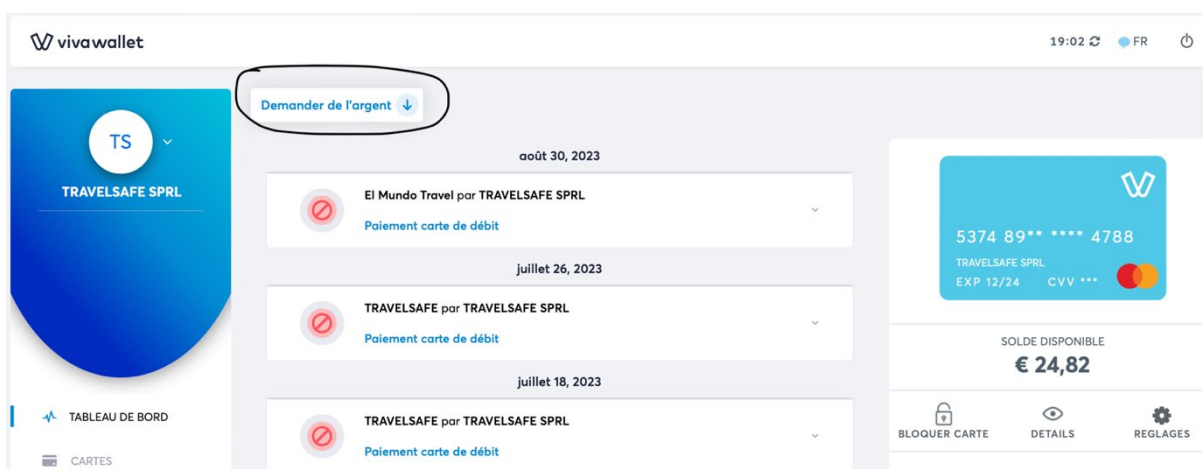 vivawallet
19:02 FR
TS
TRAVELSAFE SPRL
TABLEAU DE BORD
CARTES
Demander de l'argent
août 30, 2023
El Mundo Travel par TRAVELSAFE SPRL
Paiement carte de débit
juillet 26, 2023
TRAVELSAFE par TRAVELSAFE SPRL
Paiement carte de débit
juillet 18, 2023
TRAVELSAFE par TRAVELSAFE SPRL
Paiement carte de débit
5374 89** **** 4788
TRAVELSAFE SPRL
EXP 12/24 CVV ***
SOLDE DISPONIBLE
€ 24,82
BLOQUER CARTE DETAILS REGLAGES